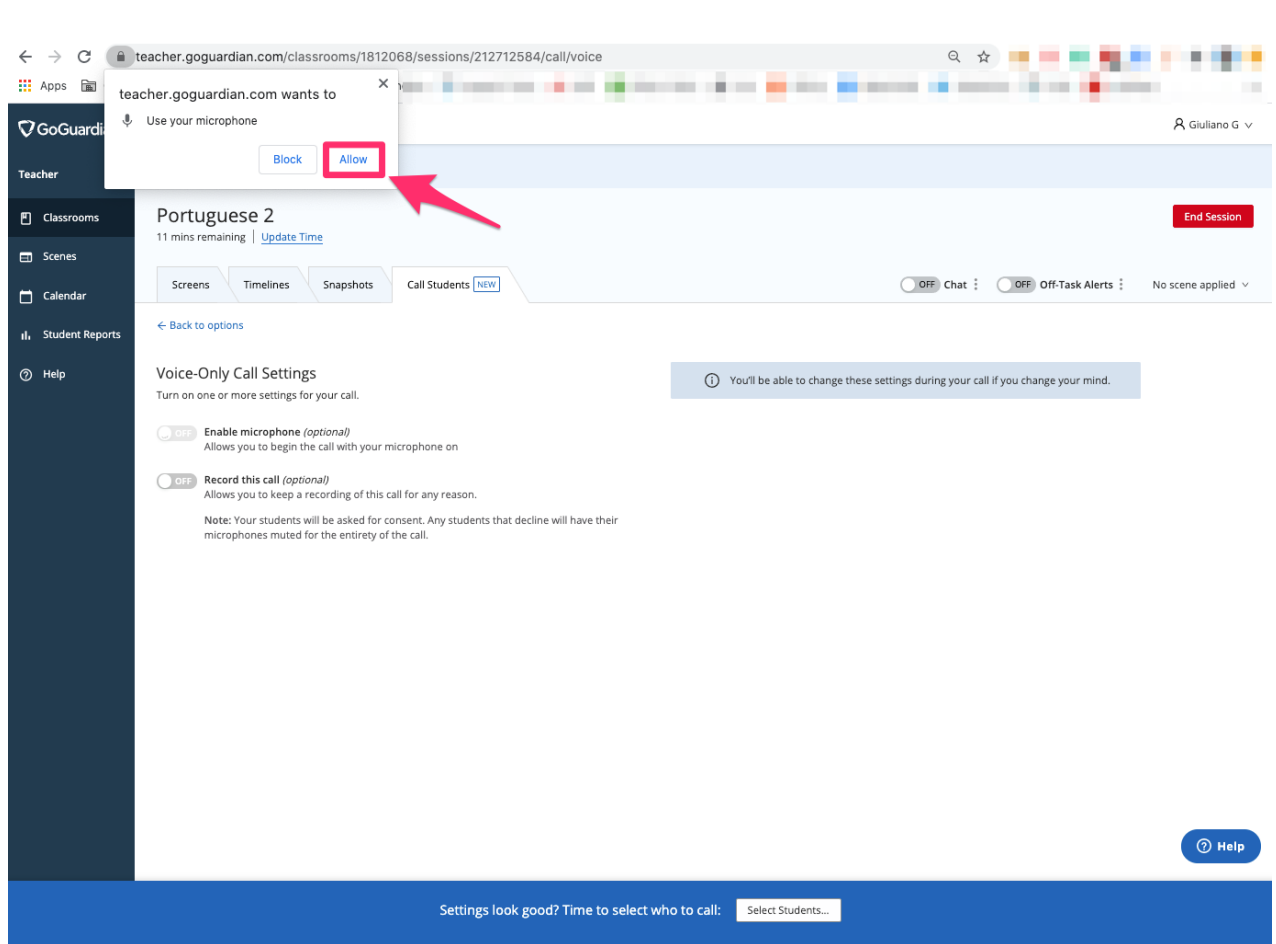 teacher.goguardian.com/classrooms/1812068/sessions/212712584/call/voice
Apps
teacher.goguardian.com wants to
Use your microphone
Block
Allow
GoGuardi
Giuliano G
Teacher
Classrooms
Scenes
Calendar
Student Reports
Help
Portuguese 2
11 mins remaining
Update Time
End Session
Screens
Timelines
Snapshots
Call Students NEW
OFF Chat
OFF Off-Task Alerts
No scene applied
← Back to options
Voice-Only Call Settings
Turn on one or more settings for your call.
You'll be able to change these settings during your call if you change your mind.
OFF Enable microphone (optional)
Allows you to begin the call with your microphone on
OFF Record this call (optional)
Allows you to keep a recording of this call for any reason.
Note: Your students will be asked for consent. Any students that decline will have their
microphones muted for the entirety of the call.
Help
Settings look good? Time to select who to call:
Select Students...